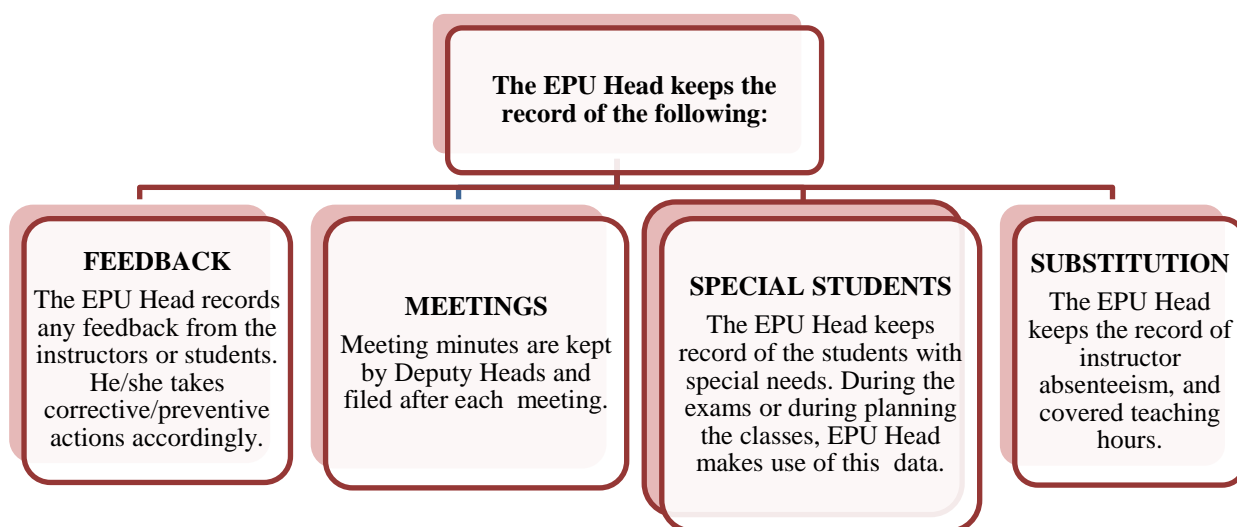 The EPU Head keeps the
record of the following:
FEEDBACK
The EPU Head records
any feedback from the
instructors or students.
He/she takes
corrective/preventive
actions accordingly.
MEETINGS
Meeting minutes are kept
by Deputy Heads and
filed after each meeting.
SPECIAL STUDENTS
The EPU Head keeps
record of the students with
special needs. During the
exams or during planning
the classes, EPU Head
makes use of this data.
SUBSTITUTION
The EPU Head
keeps the record of
instructor
absenteeism, and
covered teaching
hours.